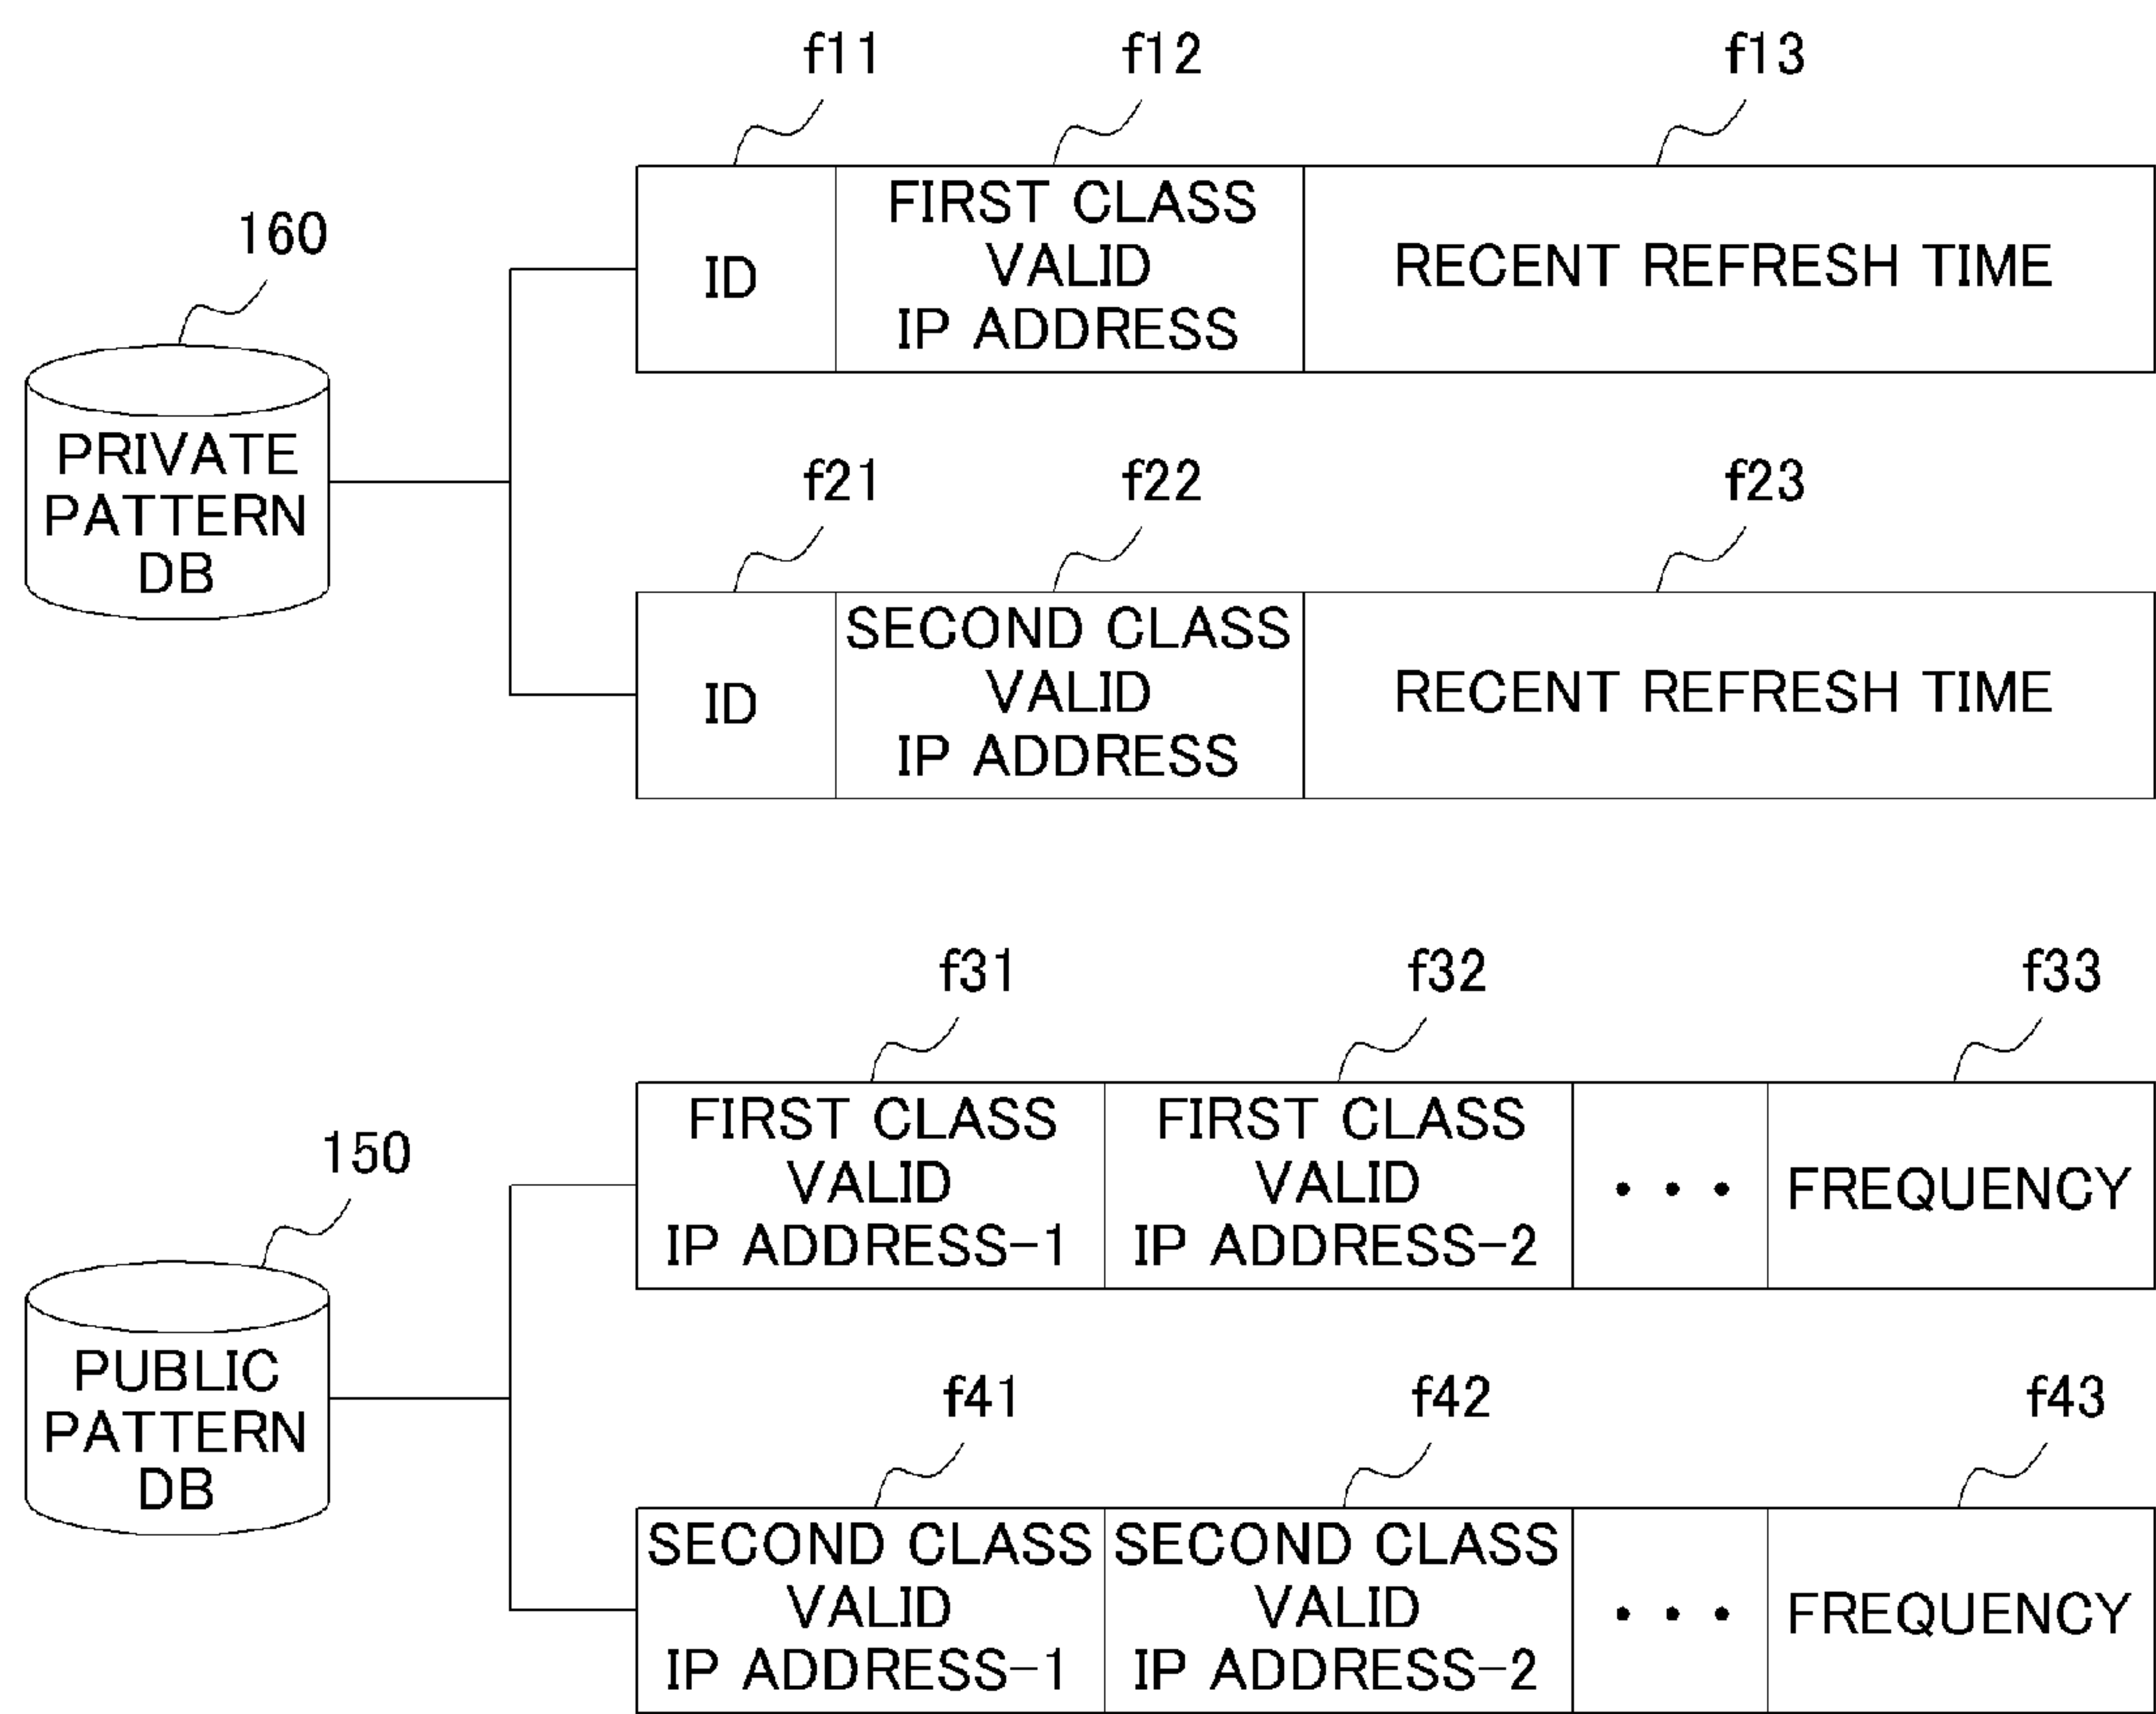 f11 f12 f13
160
ID
FIRST CLASS
VALID
IP ADDRESS
RECENT REFRESH TIME
PRIVATE
PATTERN
DB
f21 f22 f23
ID
SECOND CLASS
VALID
IP ADDRESS
RECENT REFRESH TIME
f31 f32 f33
150
FIRST CLASS
VALID
IP ADDRESS-1
FIRST CLASS
VALID
IP ADDRESS-2
• • •
FREQUENCY
PUBLIC
PATTERN
DB
f41 f42 f43
SECOND CLASS
VALID
IP ADDRESS-1
SECOND CLASS
VALID
IP ADDRESS-2
• • •
FREQUENCY